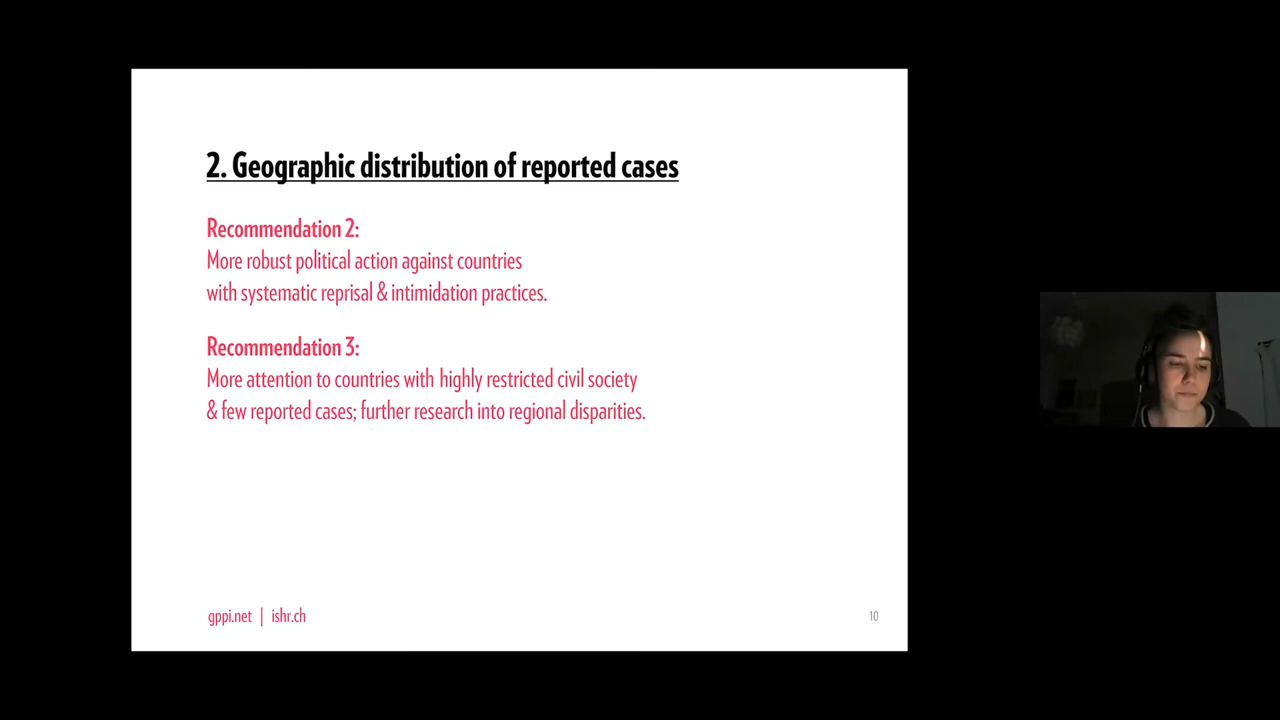 2. Geographic distribution of reported cases
Recommendation 2:
More robust political action against countries
with systematic reprisal & intimidation practices.
Recommendation 3:
More attention to countries with highly restricted civil society
& few reported cases; further research into regional disparities.
gppi.net | ishr.ch
10